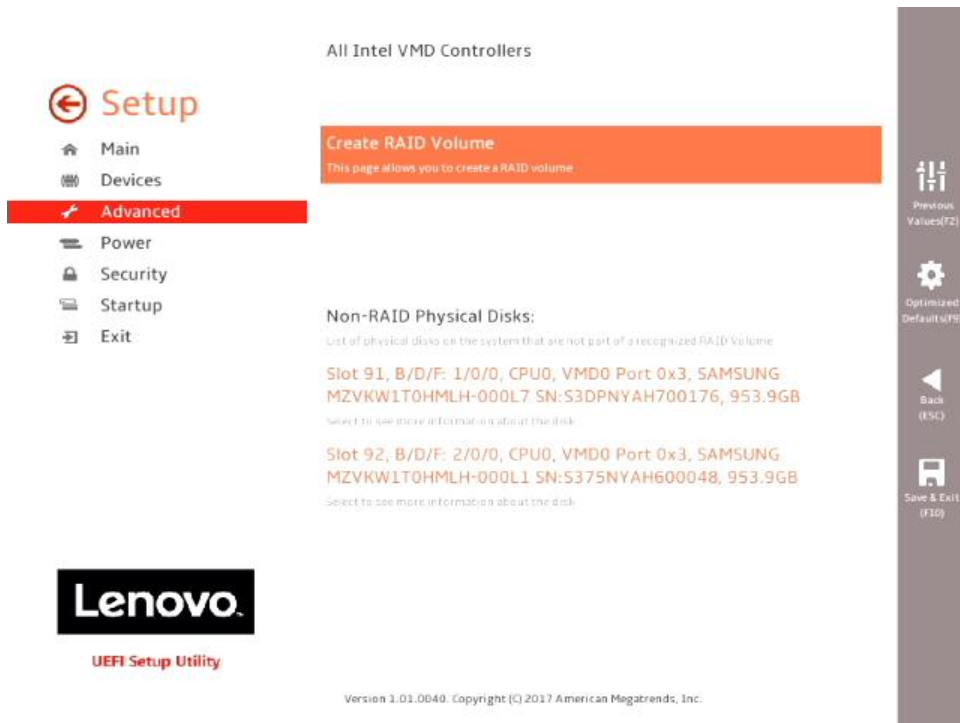 All Intel VMD Controllers
Setup
Main
Devices
Advanced
Power
Security
Startup
Exit
Create RAID Volume
This page allows you to create a RAID volume
Non-RAID Physical Disks:
List of physical disks on the system that are not part of a recognized RAID Volume
Slot 91, B/D/F: 1/0/0, CPU0, VMD0 Port 0x3, SAMSUNG
MZVKW1T0HMLH-000L7 SN:S3DPNYAH700176, 953.9GB
Select to see more information about the disk
Slot 92, B/D/F: 2/0/0, CPU0, VMD0 Port 0x3, SAMSUNG
MZVKW1T0HMLH-000L1 SN:S375NYAH600048, 953.9GB
Select to see more information about the disk
Previous
Values(F2)
Optimized
Defaults(F9
Back
(ESC)
Save & Exit
(F10)
Lenovo.
UEFI Setup Utility
Version 1.01.0040. Copyright (C) 2017 American Megatrends, Inc.